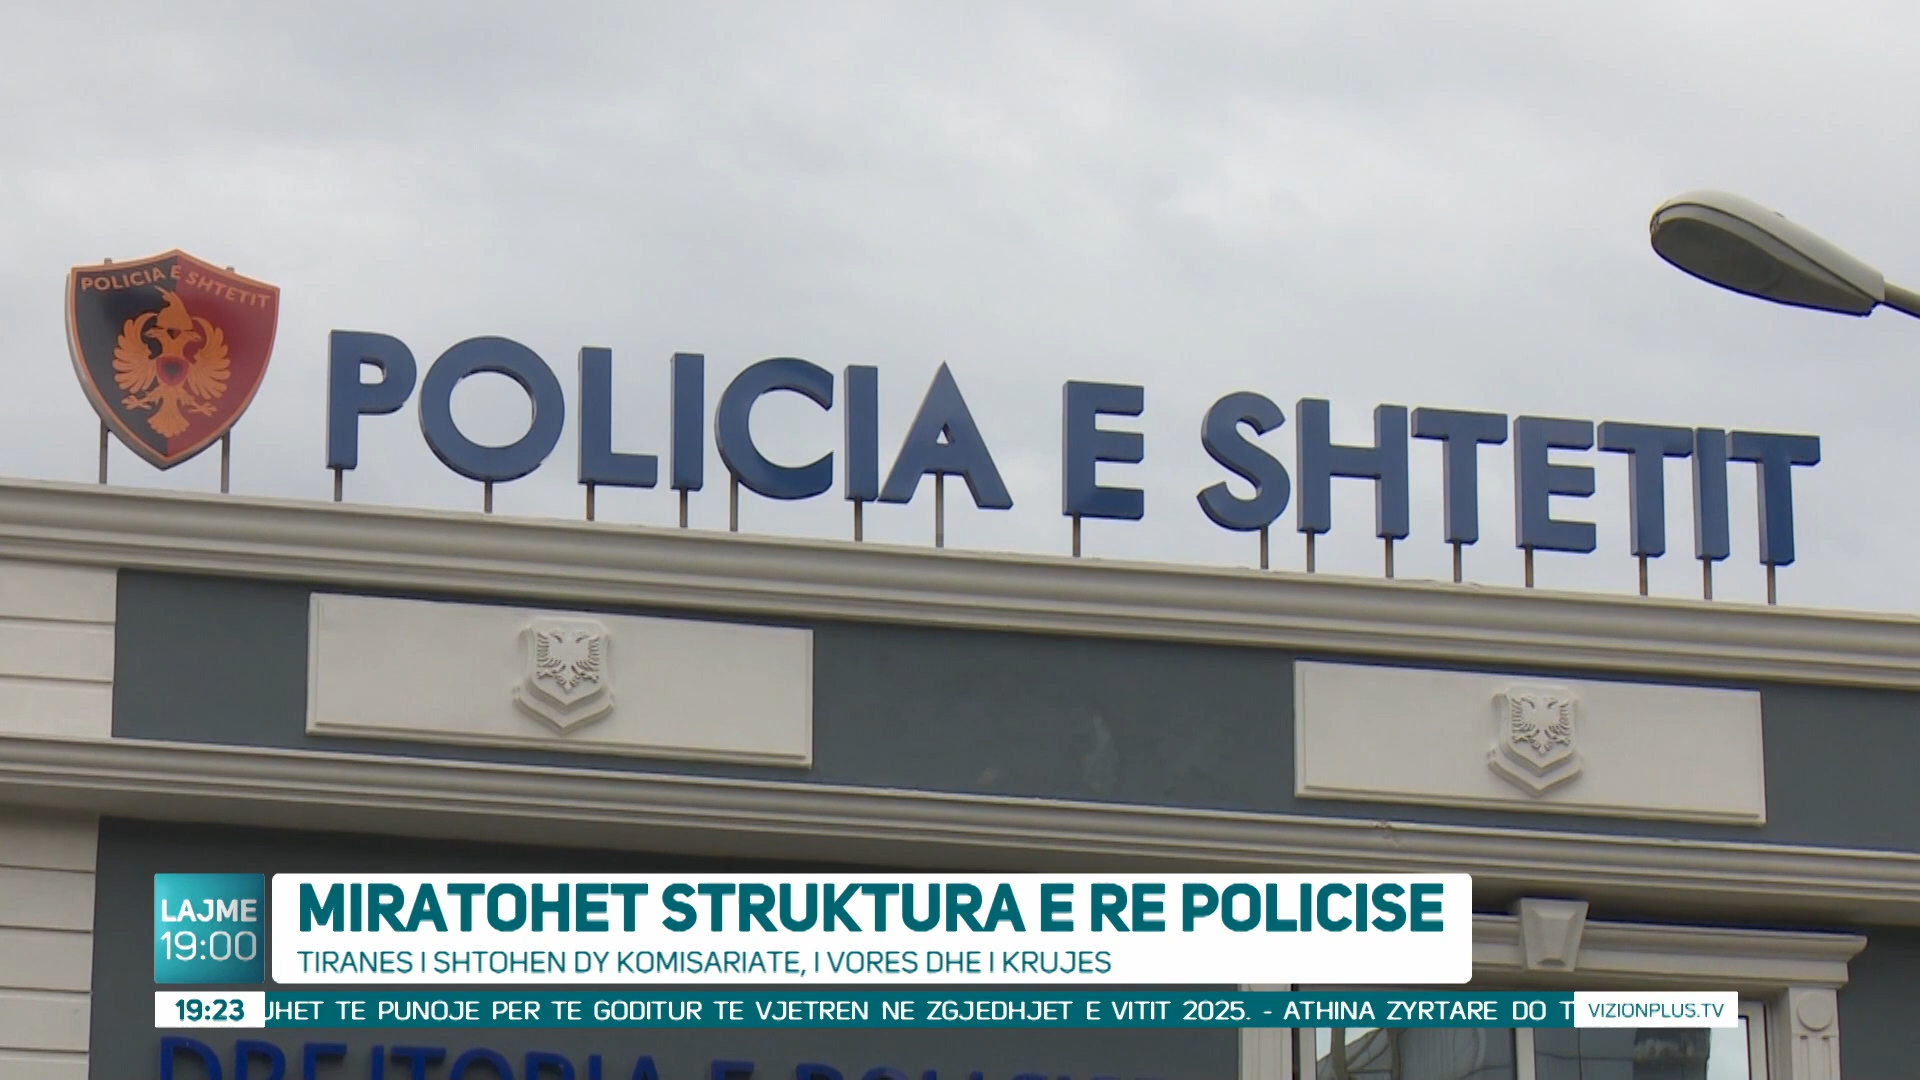 POLICIA E SHTETIT
POLICIA E SHTETIT
LAJME
19:00
MIRATOHET STRUKTURA E RE POLICISE
TIRANES I SHTOHEN DY KOMISARIATE, I VORES DHE I KRUJES
19:23
TE PUNOJE PER TE GODITUR TE VJETREN NE ZGJEDHJET E VITIT 2025. - ATHINA ZYRTARE DO
VIZIONPLUS.TV